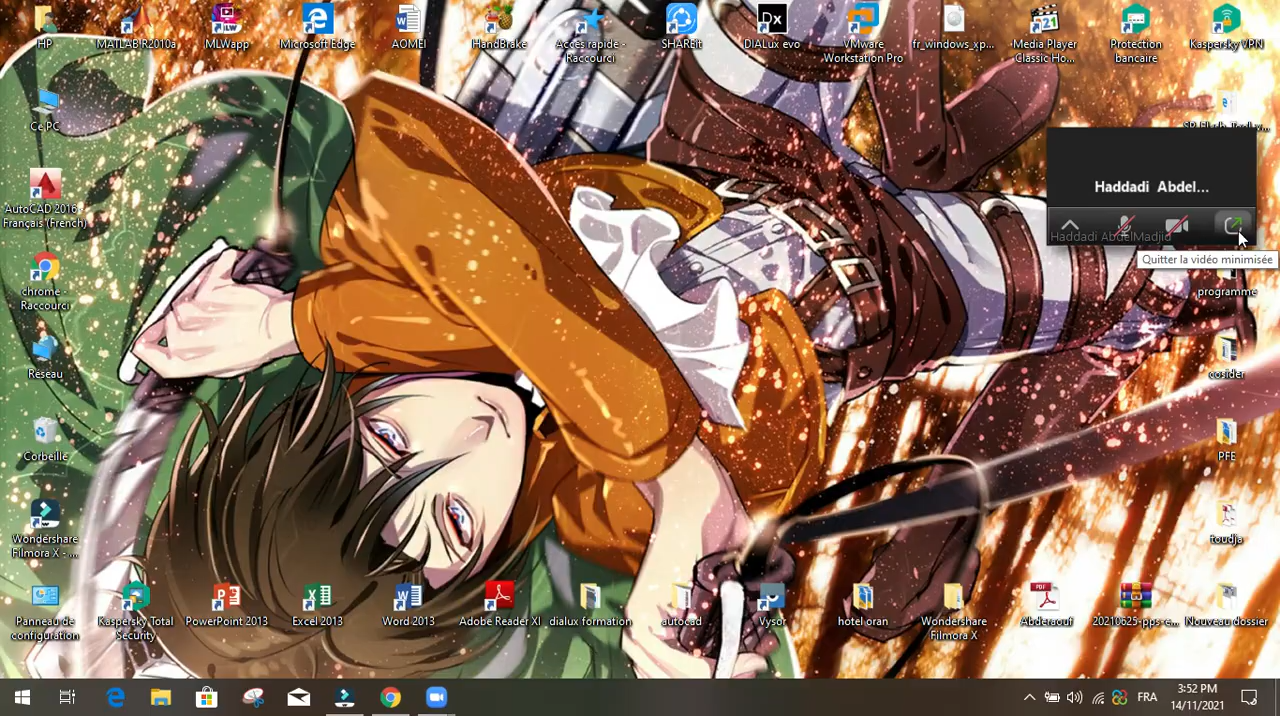 HP
MATLAB R2010a
MLWapp
Microsoft Edge
AOMEI
HandBrake
Accès rapide -
Raccourci
SHAREit
DIALux evo
VMware
Workstation Pro
fr_windows_xp...
Media Player
Classic Ho...
Protection
bancaire
Kaspersky VPN
Ce PC
AutoCAD 2016 -
Français (French)
chrome -
Raccourci
Réseau
Corbeille
Wondershare
Filmora X - ...
Haddadi Abdel...
Haddadi AbdelMadjid
Quitter la vidéo minimisée
programme
cosider
PFE
toudja
Panneau de
configuration
Kaspersky Total
Security
PowerPoint 2013
Excel 2013
Word 2013
Adobe Reader XI
dialux formation
autocad
Vysor
hotel oran
Wondershare
Filmora X
Abderaouf
20210625-pps-e...
Nouveau dossier
FRA
3:52 PM
14/11/2021